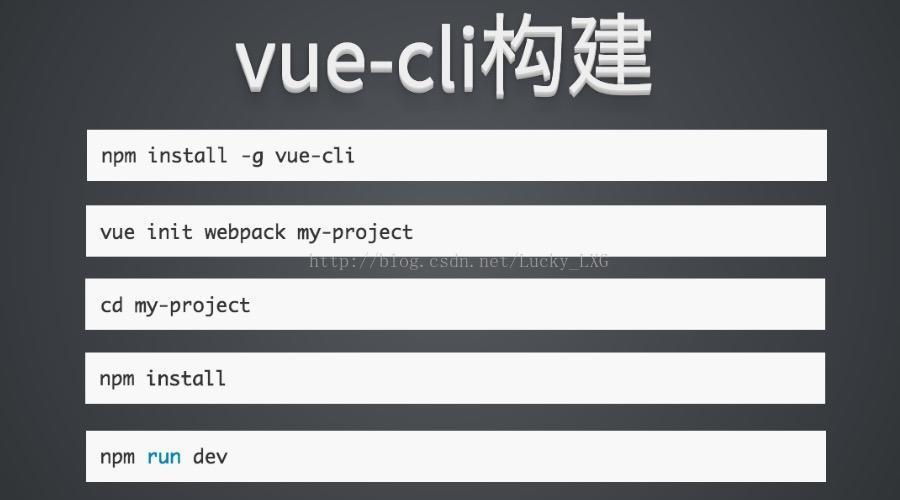 vue-cli构建
npm install -g vue-cli
vue init webpack my-project
http://blog.csdn.net/Lucky_LXG
cd my-project
npm install
npm run dev